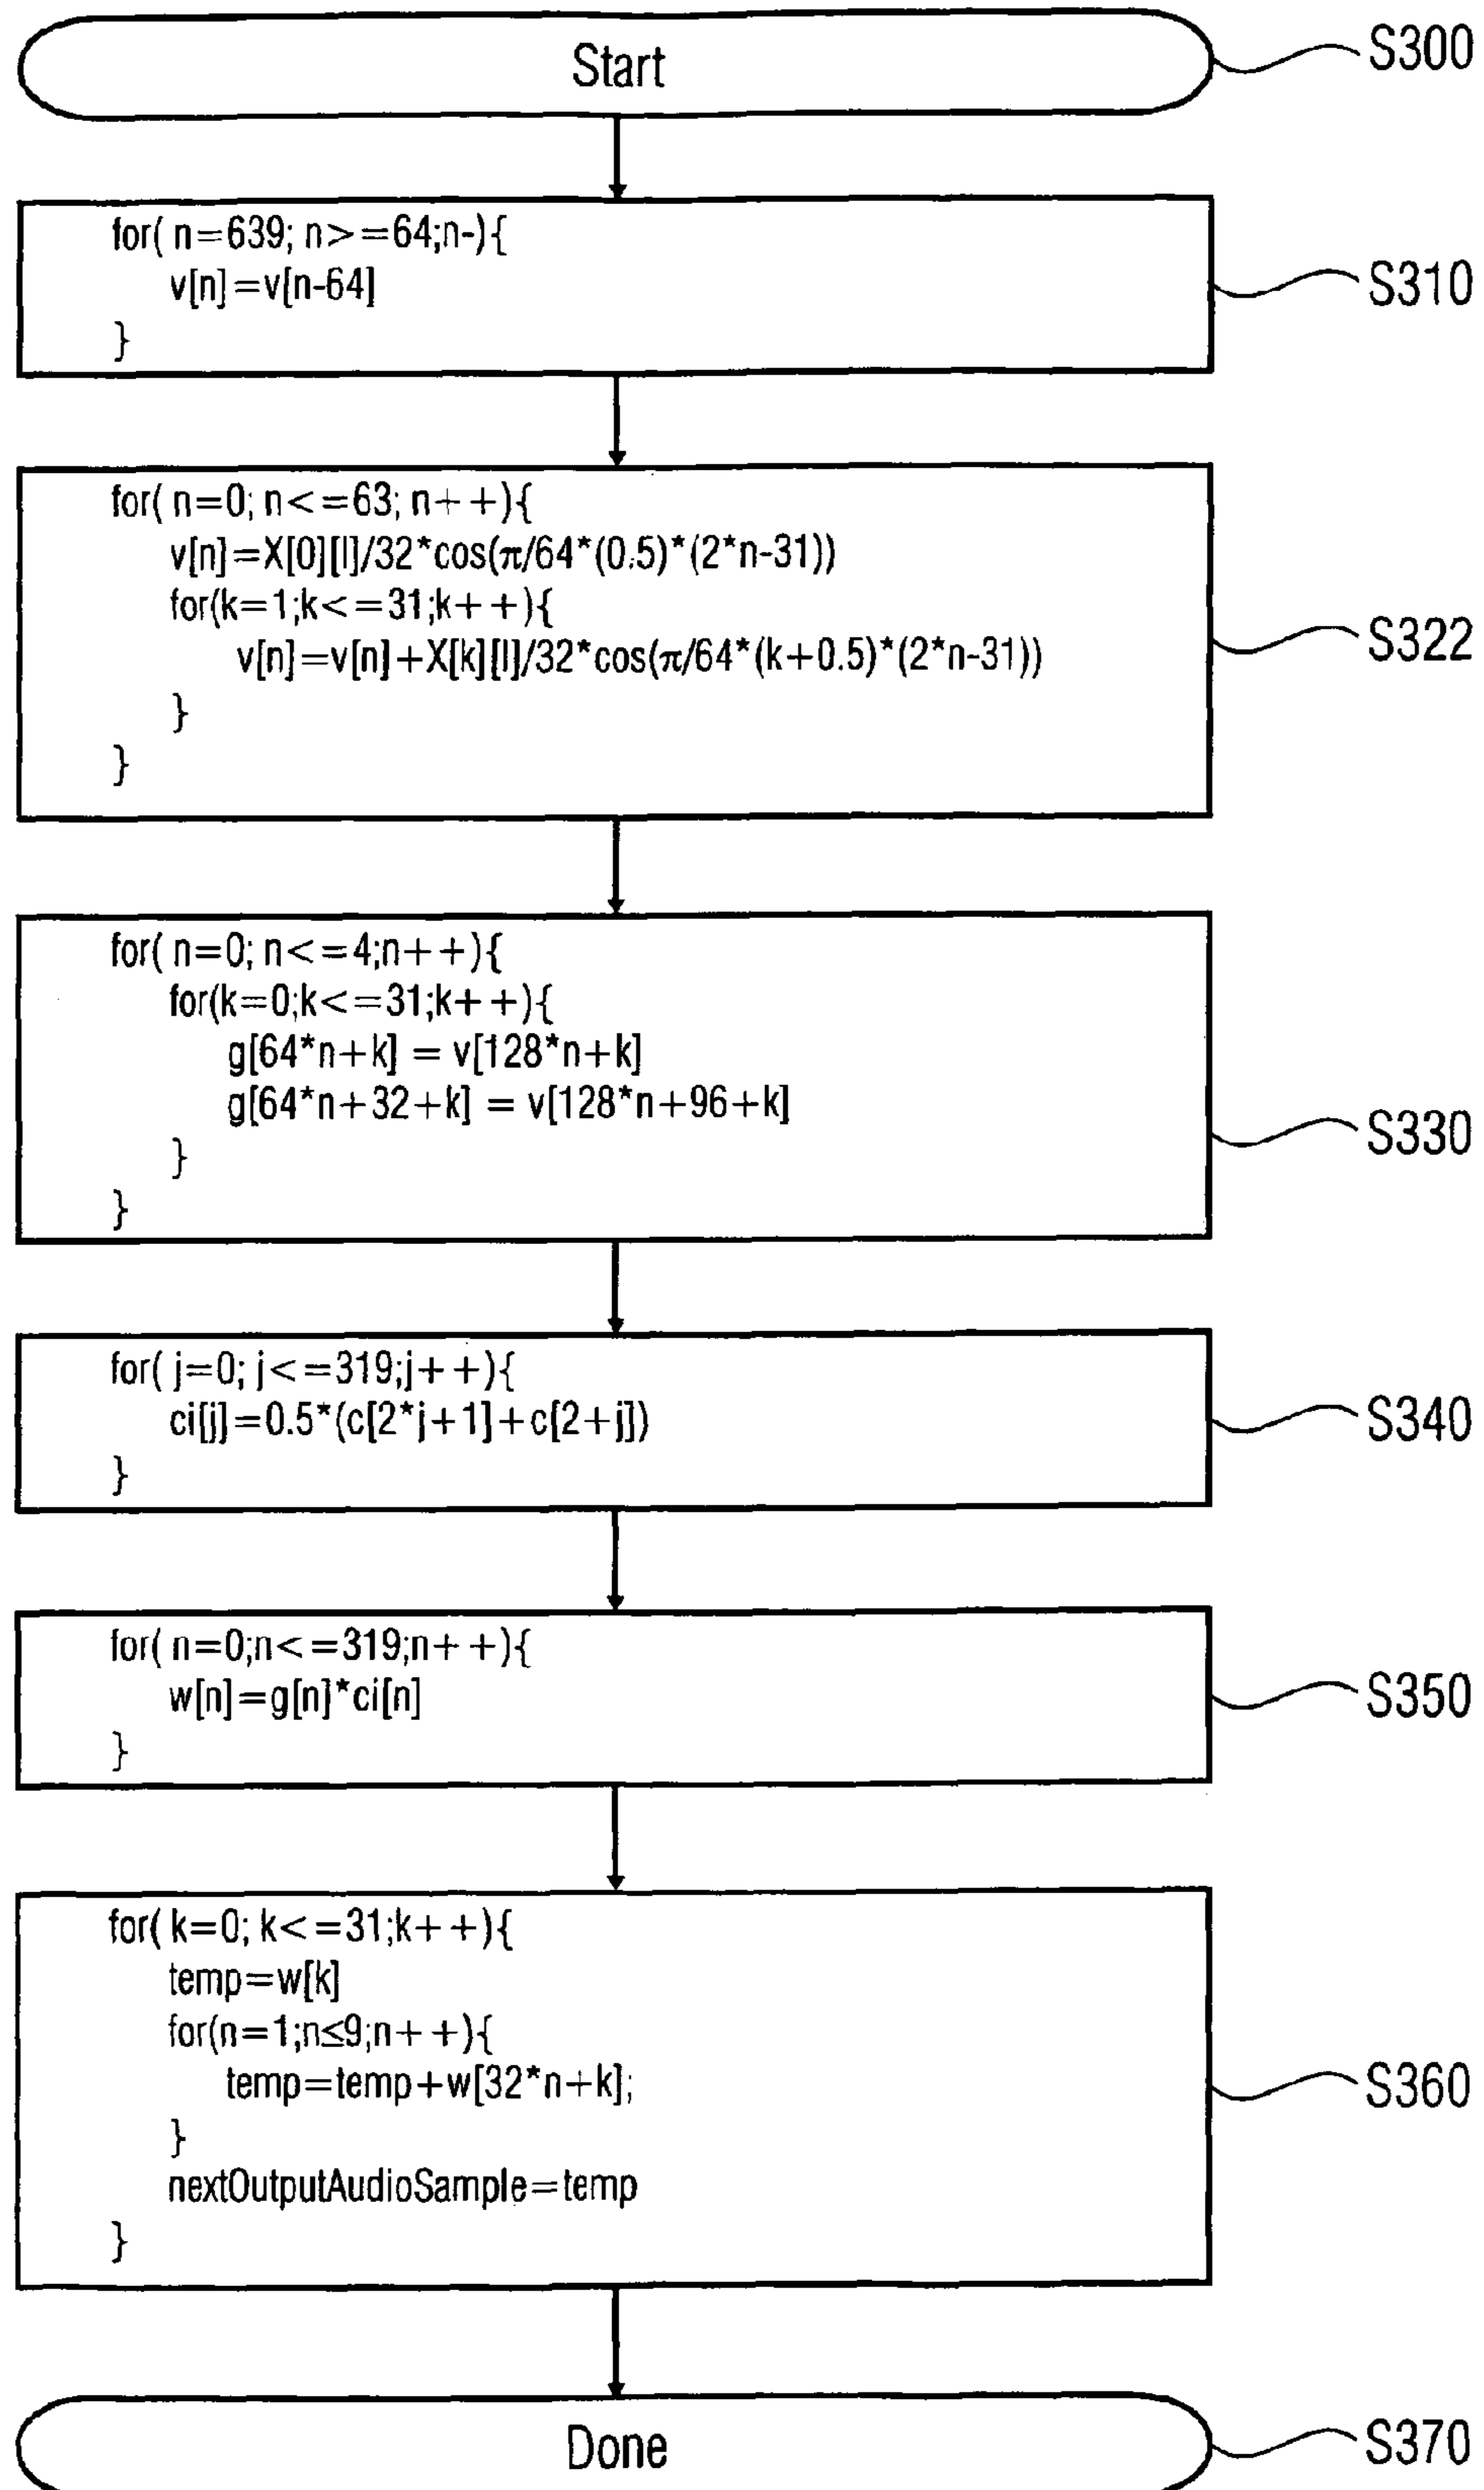 Start
S300
for( n=639; n>=64;n-){
v[n]=v[n-64]
}
S310
for( n=0; n<=63; n++){
v[n]=X[0][l]/32*cos(π/64*(0.5)*(2*n-31))
for(k=1;k<=31;k++){
v[n]=v[n]+X[k][l]/32*cos(π/64*(k+0.5)*(2*n-31))
}
}
S322
for( n=0; n<=4;n++){
for(k=0;k<=31;k++){
g[64*n+k] = v[128*n+k]
g[64*n+32+k] = v[128*n+96+k]
}
}
S330
for( j=0; j<=319;j++){
ci[j]=0.5*(c[2*j+1]+c[2+j])
}
S340
for( n=0;n<=319;n++){
w[n]=g[n]*ci[n]
}
S350
for( k=0; k<=31;k++){
temp=w[k]
for(n=1;n≤9;n++){
temp=temp+w[32*n+k];
}
nextOutputAudioSample=temp
}
S360
Done
S370